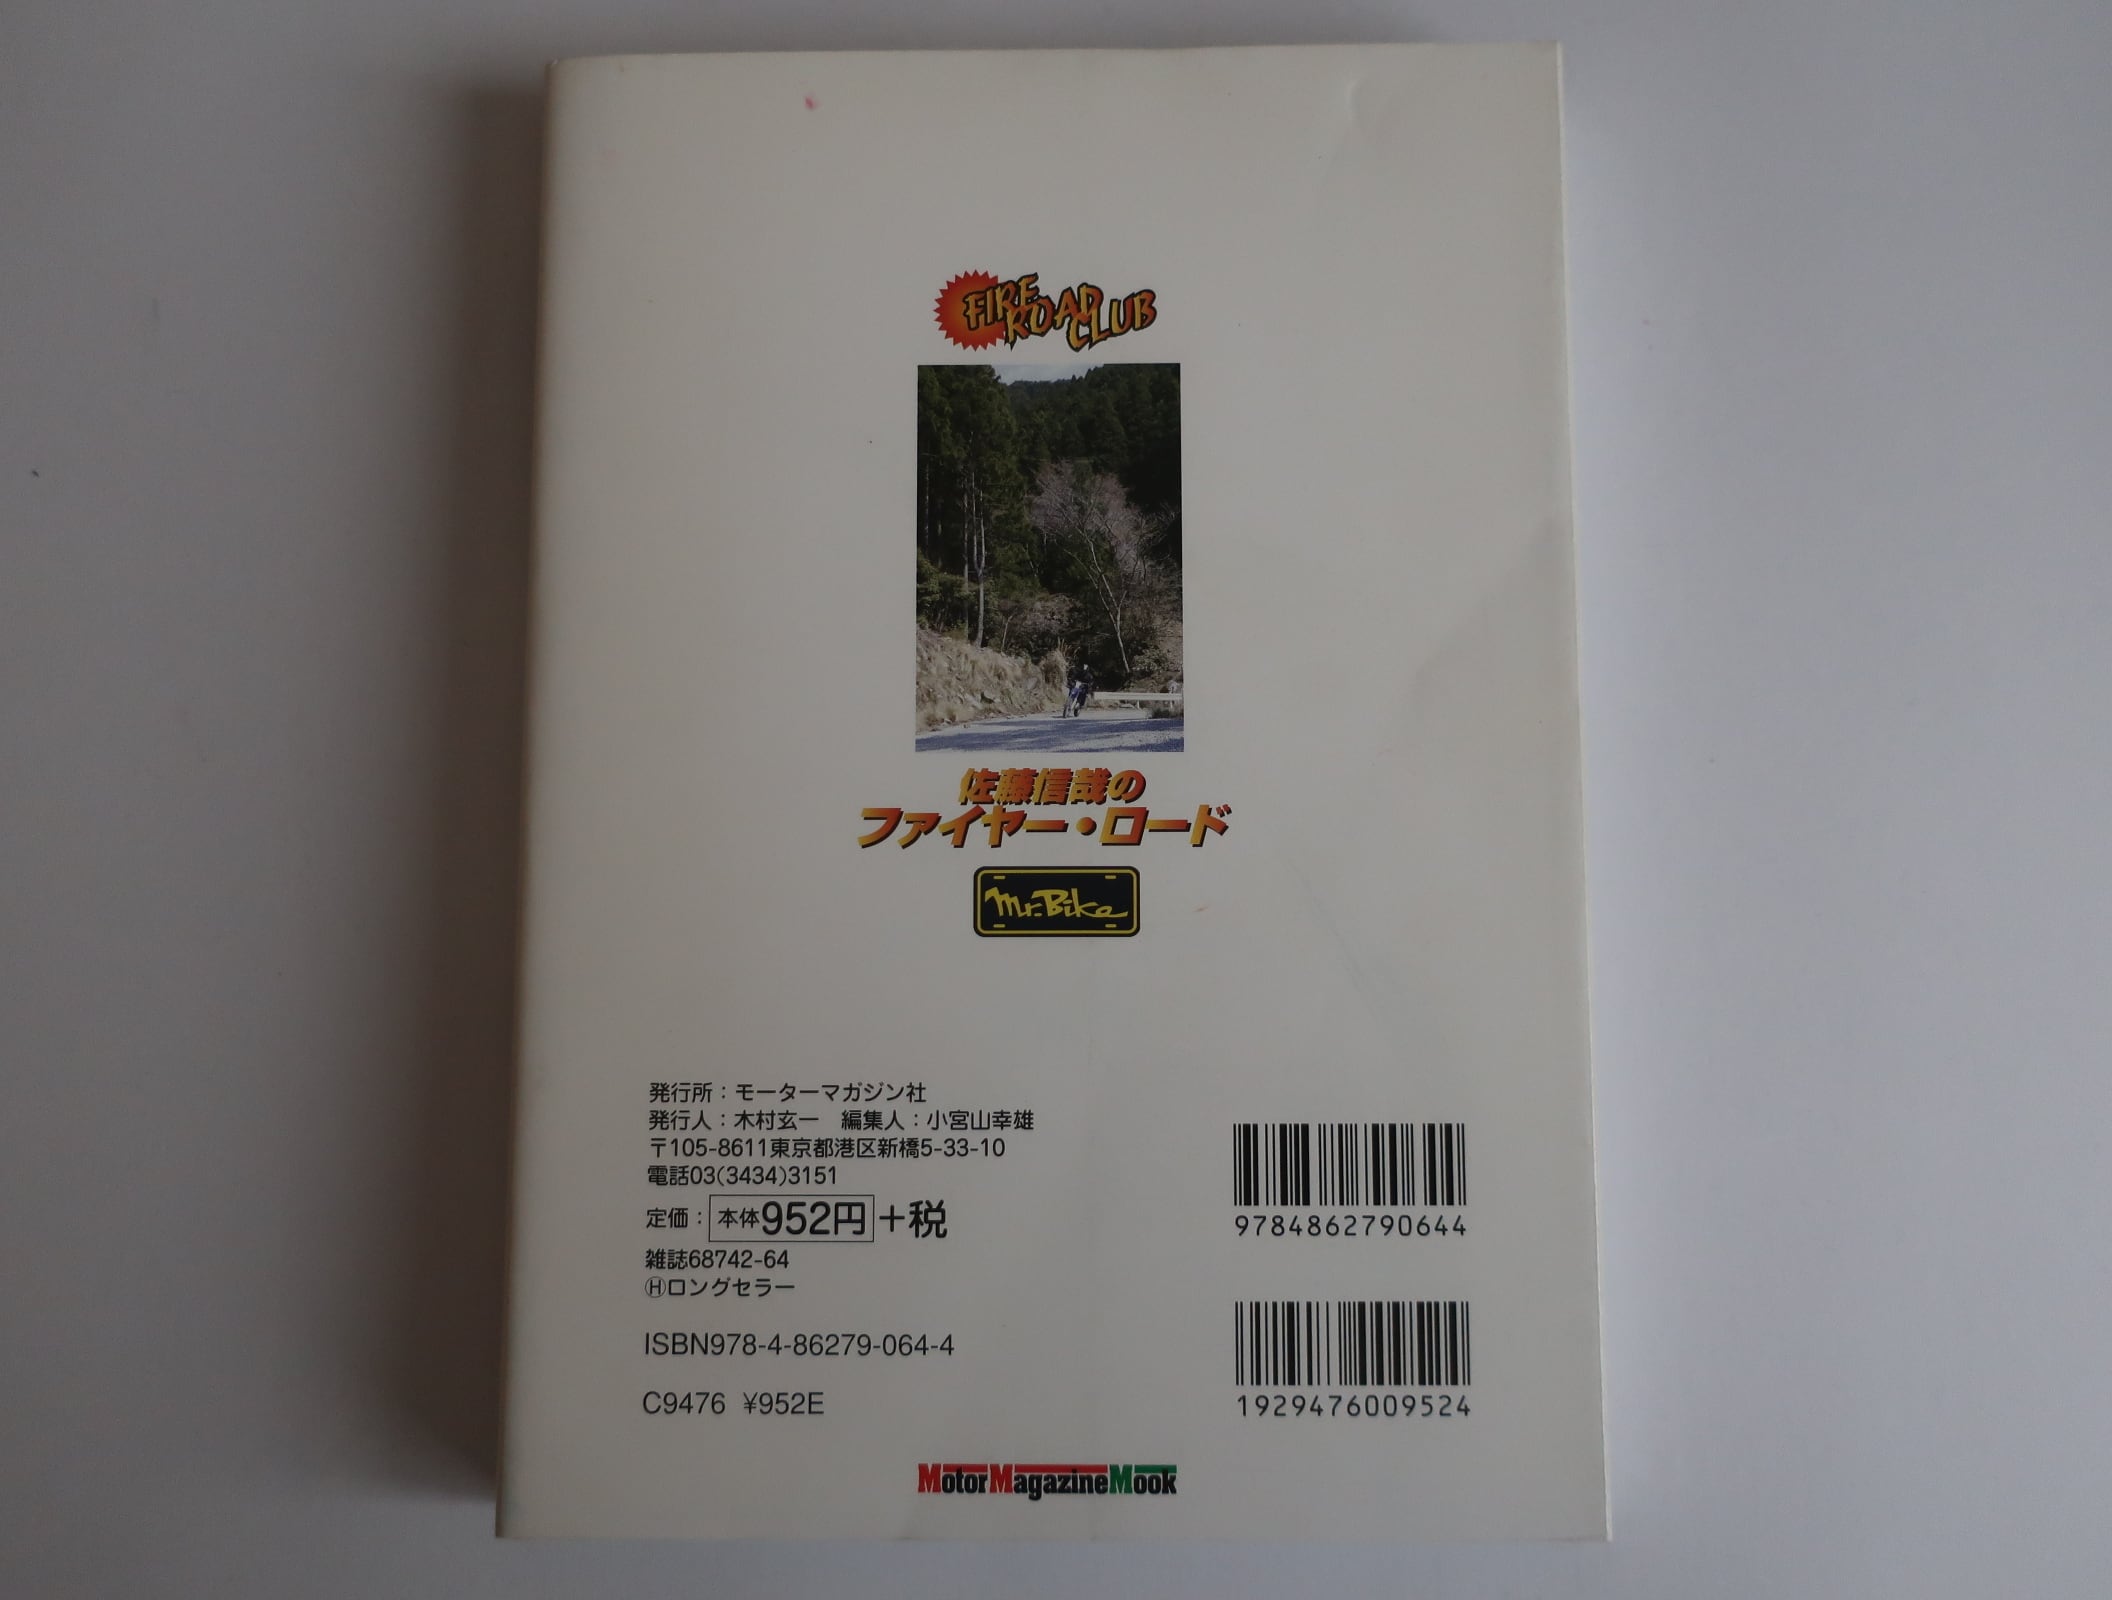 FIRE ROAD CLUB
佐藤信哉の
ファイヤー・ロード
Mr.Bike
発行所：モーターマガジン社
発行人：木村玄一　編集人：小宮山幸雄
〒105-8611東京都港区新橋5-33-10
電話03(3434)3151
定価：本体952円+税
雑誌68742-64
Ⓗロングセラー
ISBN978-4-86279-064-4
C9476 ¥952E
9784862790644
1929476009524
Motor Magazine Mook